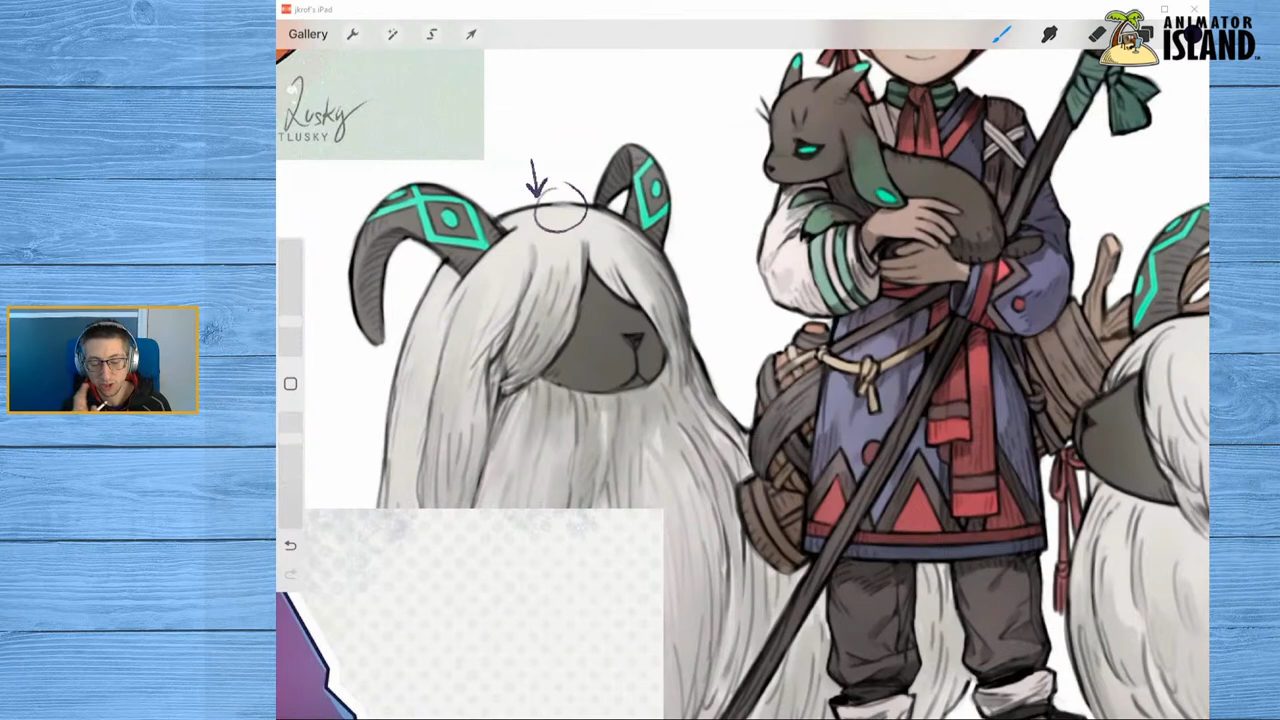 jkrof's iPad
Gallery
ANIMATOR
ISLAND
Lusky
TLUSKY